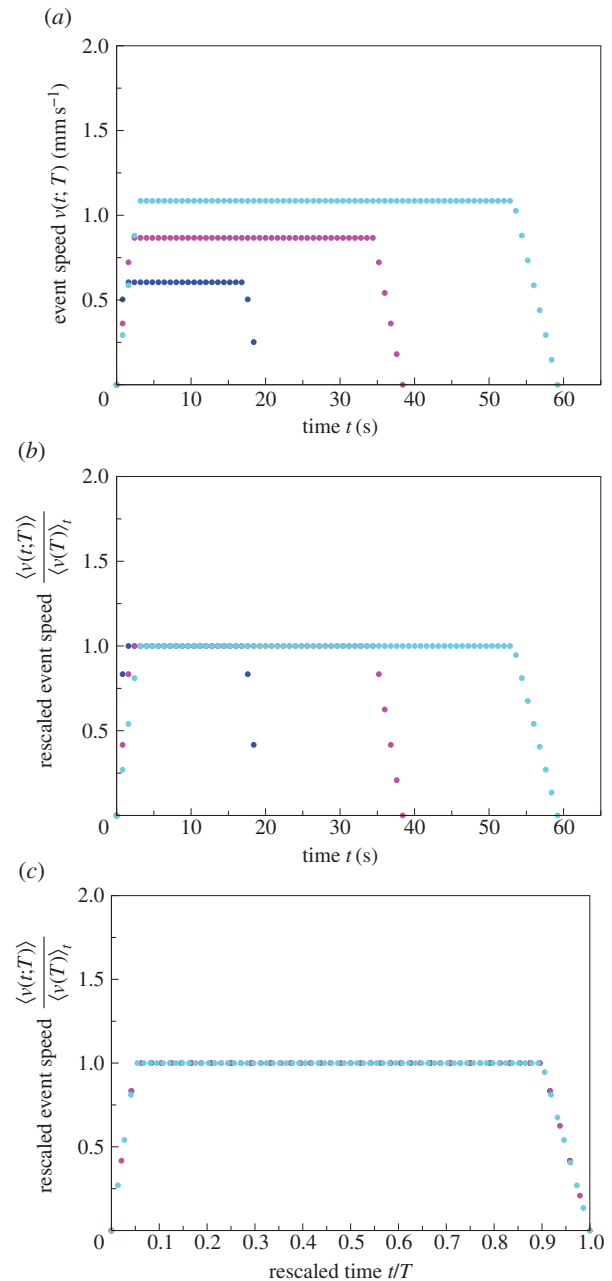 (a)
2.0
1.5
1.0
0.5
event speed v(t; T) (mm s⁻¹)
0 10 20 30 40 50 60
time t (s)
(b)
2.0
1.5
1.0
0.5
rescaled event speed ⟨v(t;T)⟩ / ⟨v(T)⟩ₜ
0 10 20 30 40 50 60
time t (s)
(c)
2.0
1.5
1.0
0.5
rescaled event speed ⟨v(t;T)⟩ / ⟨v(T)⟩ₜ
0 0.1 0.2 0.3 0.4 0.5 0.6 0.7 0.8 0.9 1.0
rescaled time t/T